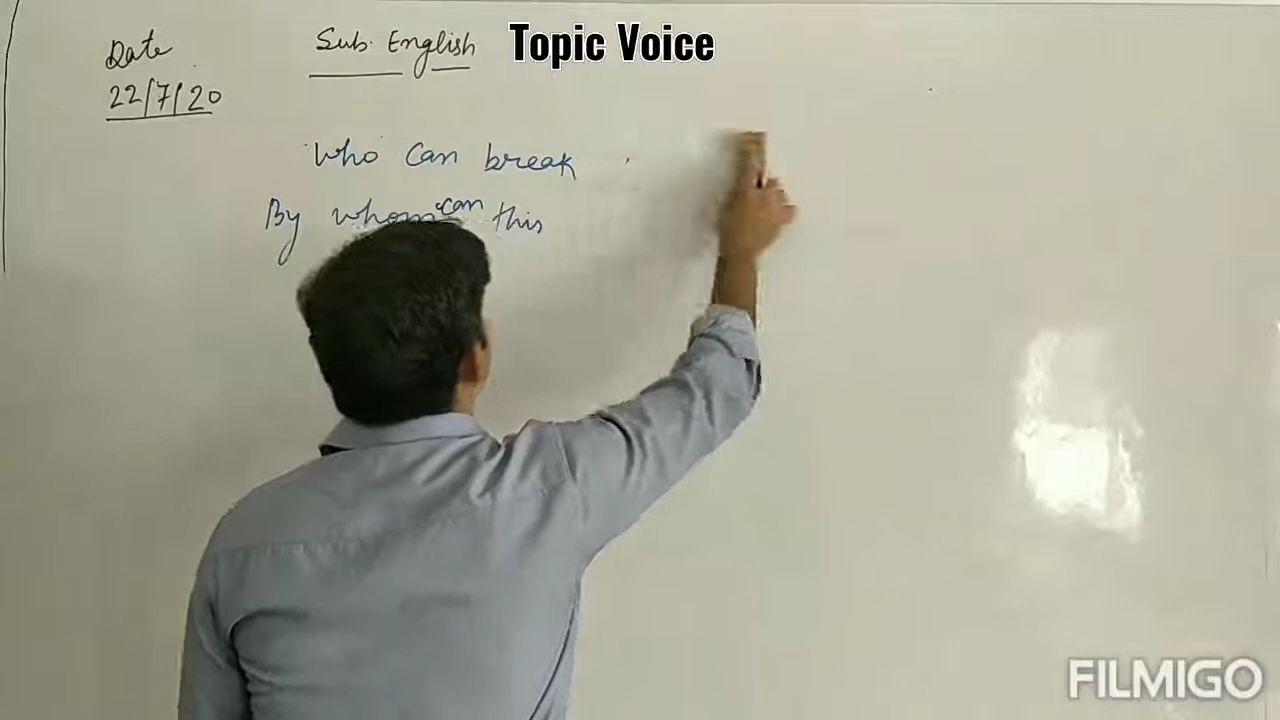 Date
22/7/20
Sub. English
Topic Voice
Who can break
By whom can this
FILMIGO